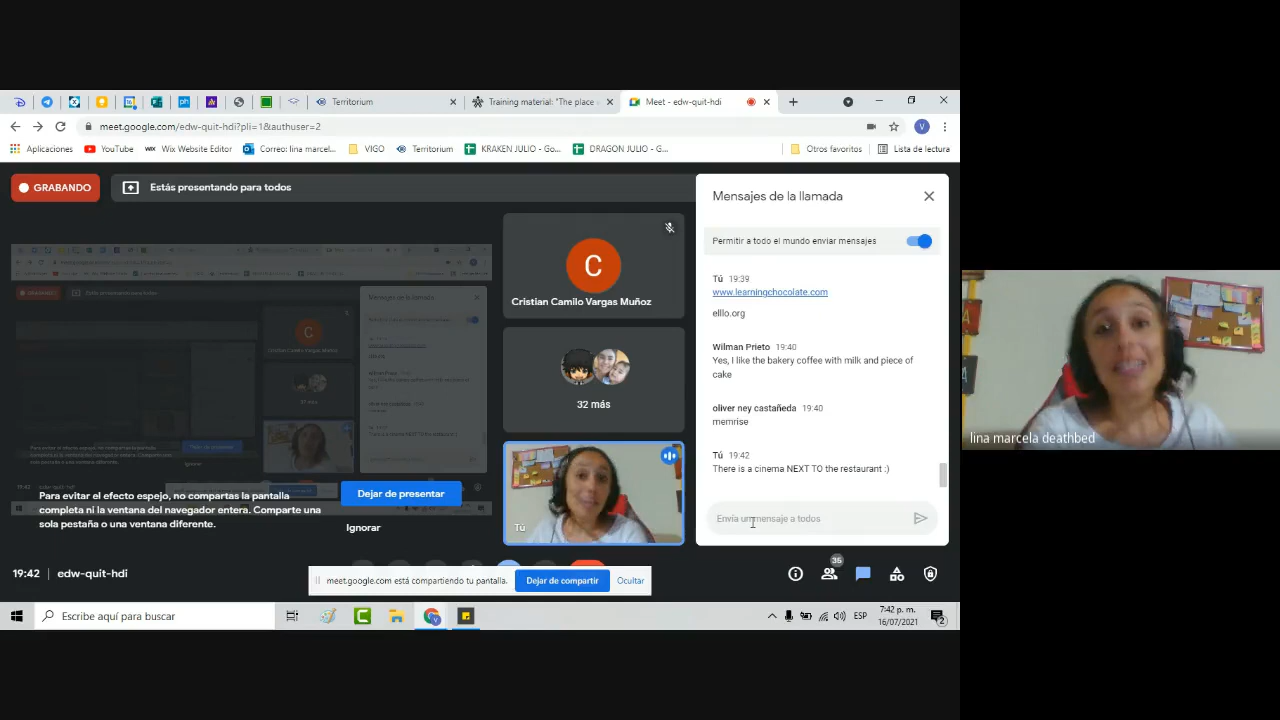 Territorium
Training material: "The place
Meet - edw-quit-hdi
meet.google.com/edw-quit-hdi?pli=1&authuser=2
Aplicaciones
YouTube
Wix Website Editor
Correo: lina marcel...
VIGO
Territorium
KRAKEN JULIO - Go...
DRAGON JULIO - G...
Otros favoritos
Lista de lectura
GRABANDO
Estás presentando para todos
Mensajes de la llamada
Permitir a todo el mundo enviar mensajes
Tú 19:39
www.learningchocolate.com
elllo.org
Wilman Prieto 19:40
Yes, I like the bakery coffee with milk and piece of
cake
oliver ney castañeda 19:40
memrise
Tú 19:42
There is a cinema NEXT TO the restaurant :)
Envía un mensaje a todos
C
Cristian Camilo Vargas Muñoz
32 más
Tú
Para evitar el efecto espejo, no compartas la pantalla
completa ni la ventana del navegador entera. Comparte una
sola pestaña o una ventana diferente.
Dejar de presentar
Ignorar
19:42 | edw-quit-hdi
35
meet.google.com está compartiendo tu pantalla.
Dejar de compartir
Ocultar
Escribe aquí para buscar
ESP
7:42 p. m.
16/07/2021
2
lina marcela deathbed